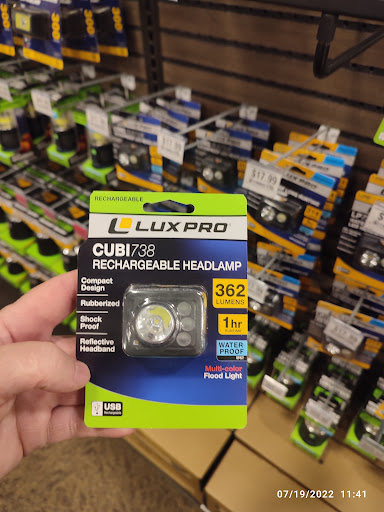 RECHARGEABLE
LUXPRO
CUBI738
RECHARGEABLE HEADLAMP
Compact
Design
Rubberized
Shock
Proof
Reflective
Headband
362
LUMENS
1hr
WATER
PROOF
Multi-color
Flood Light
USB
Rechargeable
$17.99
07/19/2022 11:41